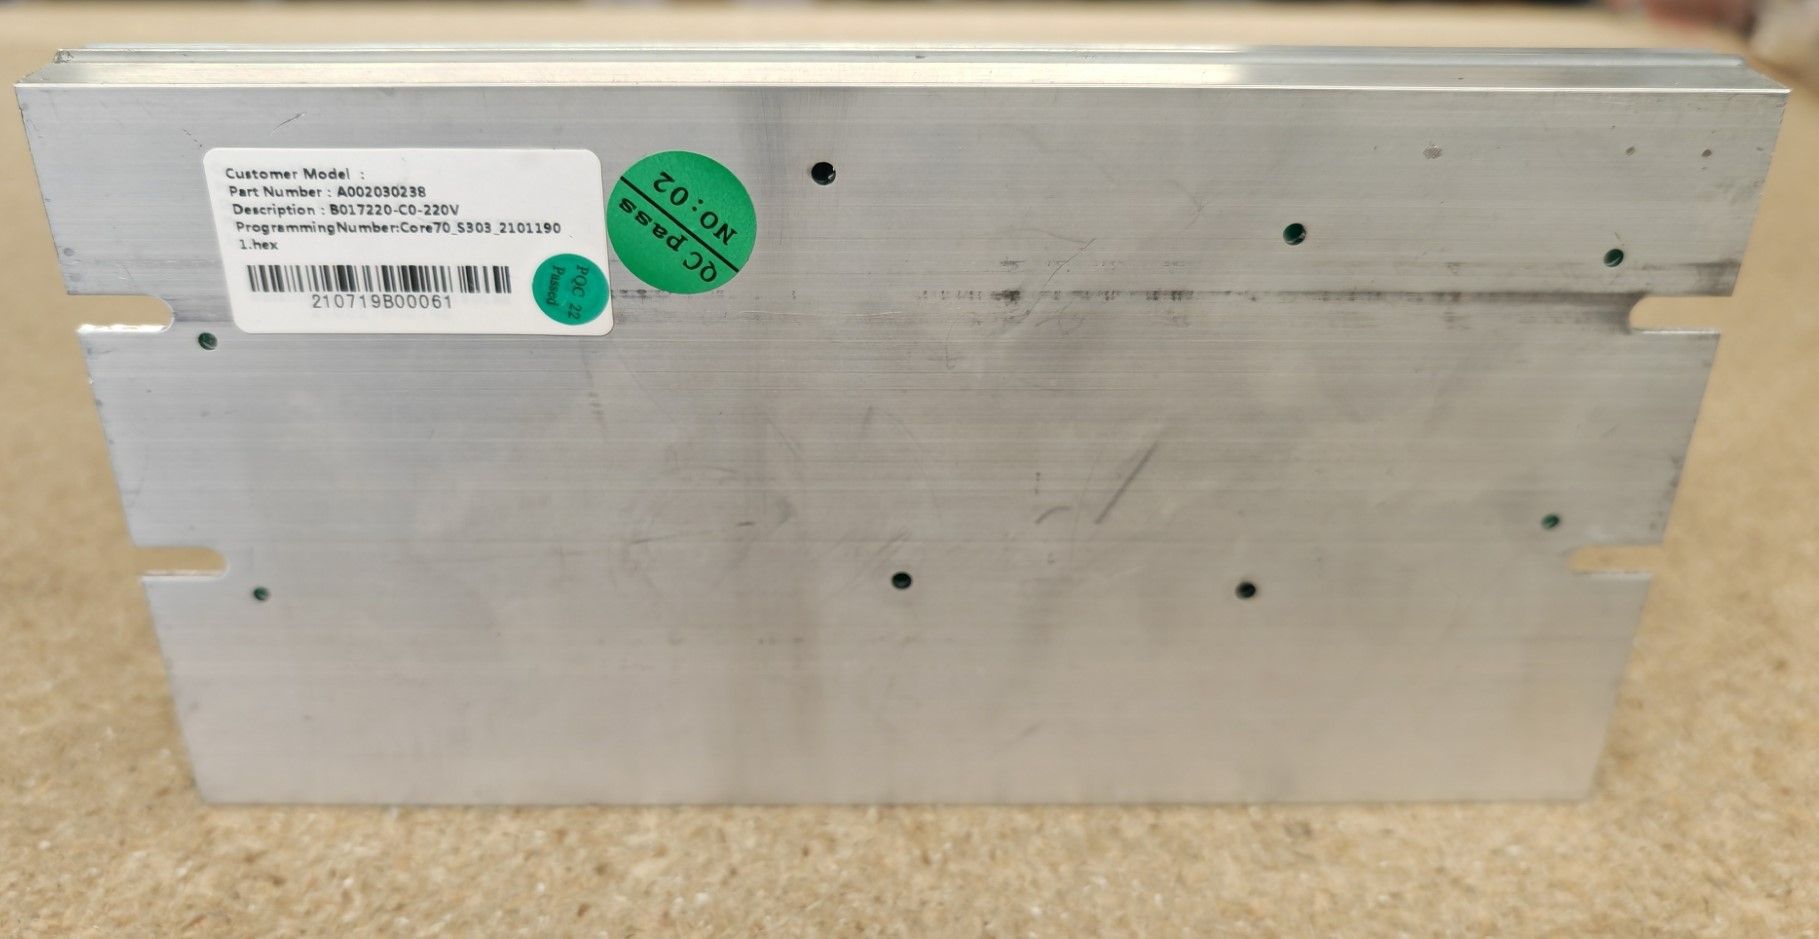 Customer Model :
Part Number : A002030238
Description : B017220-C0-220V
ProgrammingNumber:Core70_S303_2101190
1.hex
210719B00061
PQC 22
Passed
QC pass
NO:02